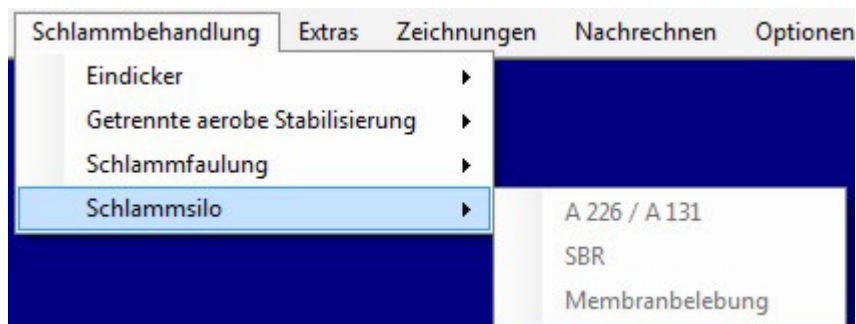 Schlammbehandlung Extras Zeichnungen Nachrechnen Optionen
Eindicker
Getrennte aerobe Stabilisierung
Schlammfaulung
Schlammsilo
A 226 / A 131
SBR
Membranbelebung